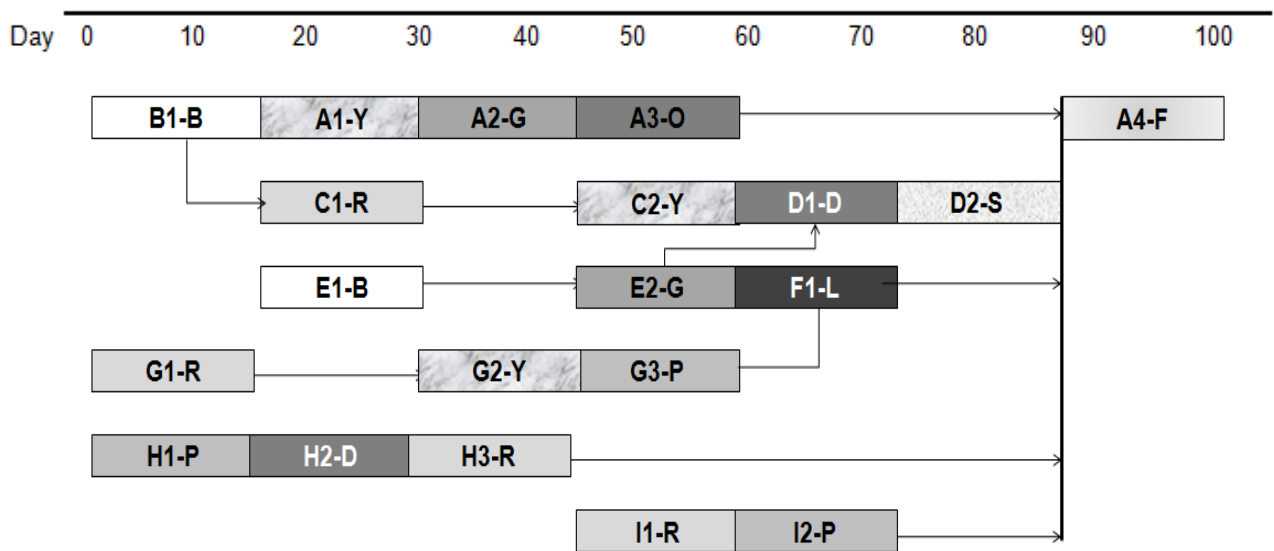 Day 0 10 20 30 40 50 60 70 80 90 100
B1-B A1-Y A2-G A3-O A4-F
C1-R C2-Y D1-D D2-S
E1-B E2-G F1-L
G1-R G2-Y G3-P
H1-P H2-D H3-R
I1-R I2-P